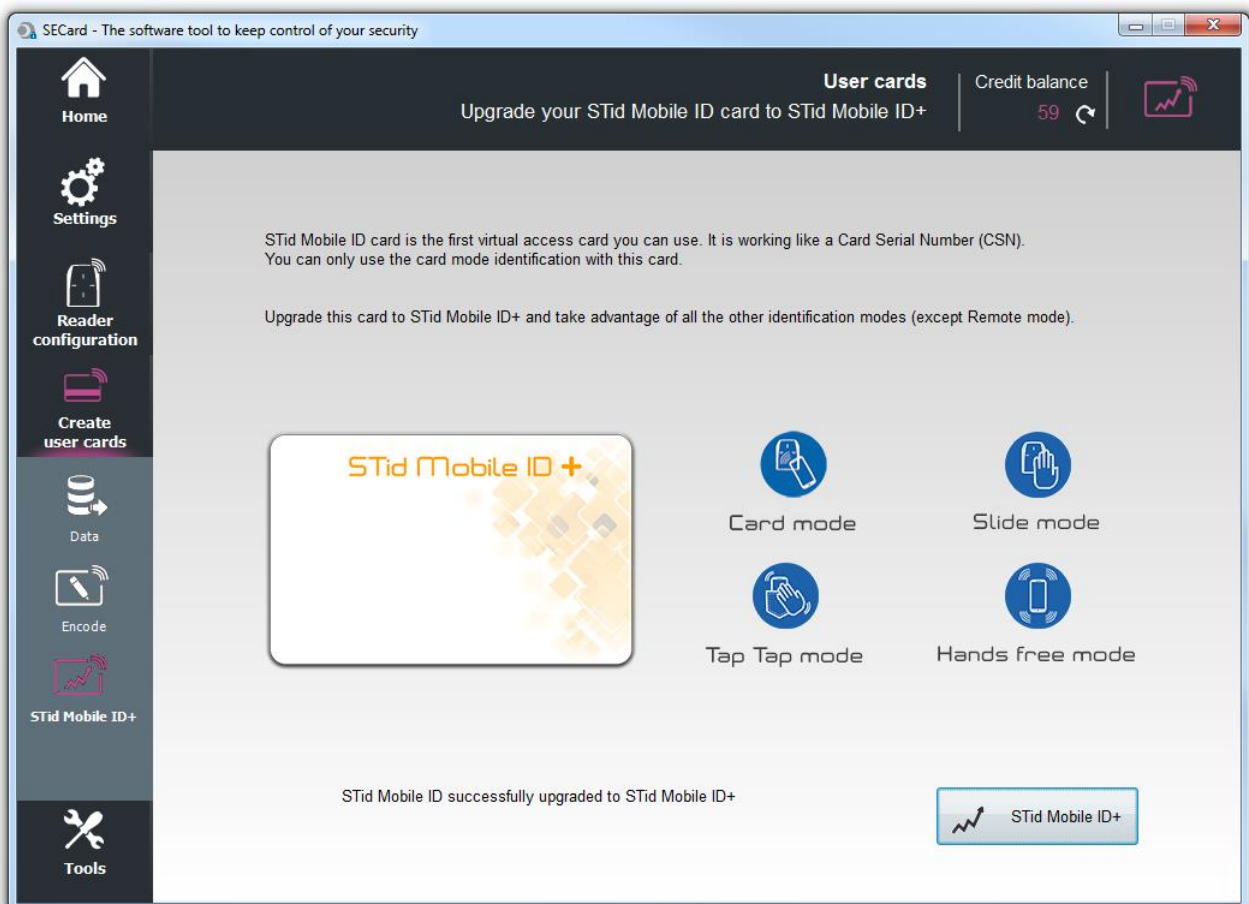 SECard - The software tool to keep control of your security
Home
User cards
Upgrade your STid Mobile ID card to STid Mobile ID+
Credit balance
59
Settings
Reader
configuration
Create
user cards
Data
Encode
STid Mobile ID+
Tools
STid Mobile ID card is the first virtual access card you can use. It is working like a Card Serial Number (CSN).
You can only use the card mode identification with this card.
Upgrade this card to STid Mobile ID+ and take advantage of all the other identification modes (except Remote mode).
STid Mobile ID +
Card mode
Slide mode
Tap Tap mode
Hands free mode
STid Mobile ID successfully upgraded to STid Mobile ID+
STid Mobile ID+